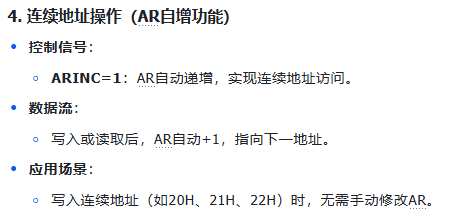 4. 连续地址操作（AR自增功能）
控制信号：
ARINC=1：AR自动递增，实现连续地址访问。
数据流：
写入或读取后，AR自动+1，指向下一地址。
应用场景：
写入连续地址（如20H、21H、22H）时，无需手动修改AR。